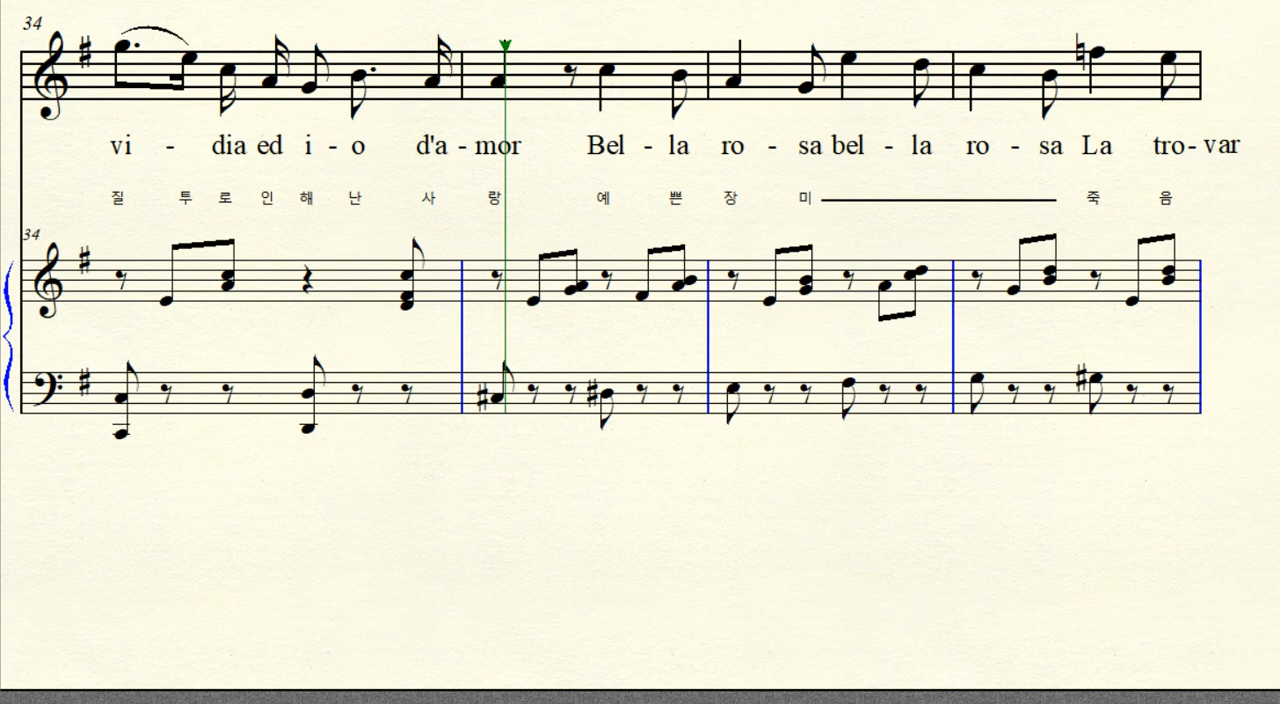 34
vi - dia ed i - o d'a - mor Bel - la ro - sa bel - la ro - sa La tro - var
질 투 로 인 해 난 사 랑 예 쁜 장 미 죽 음
34